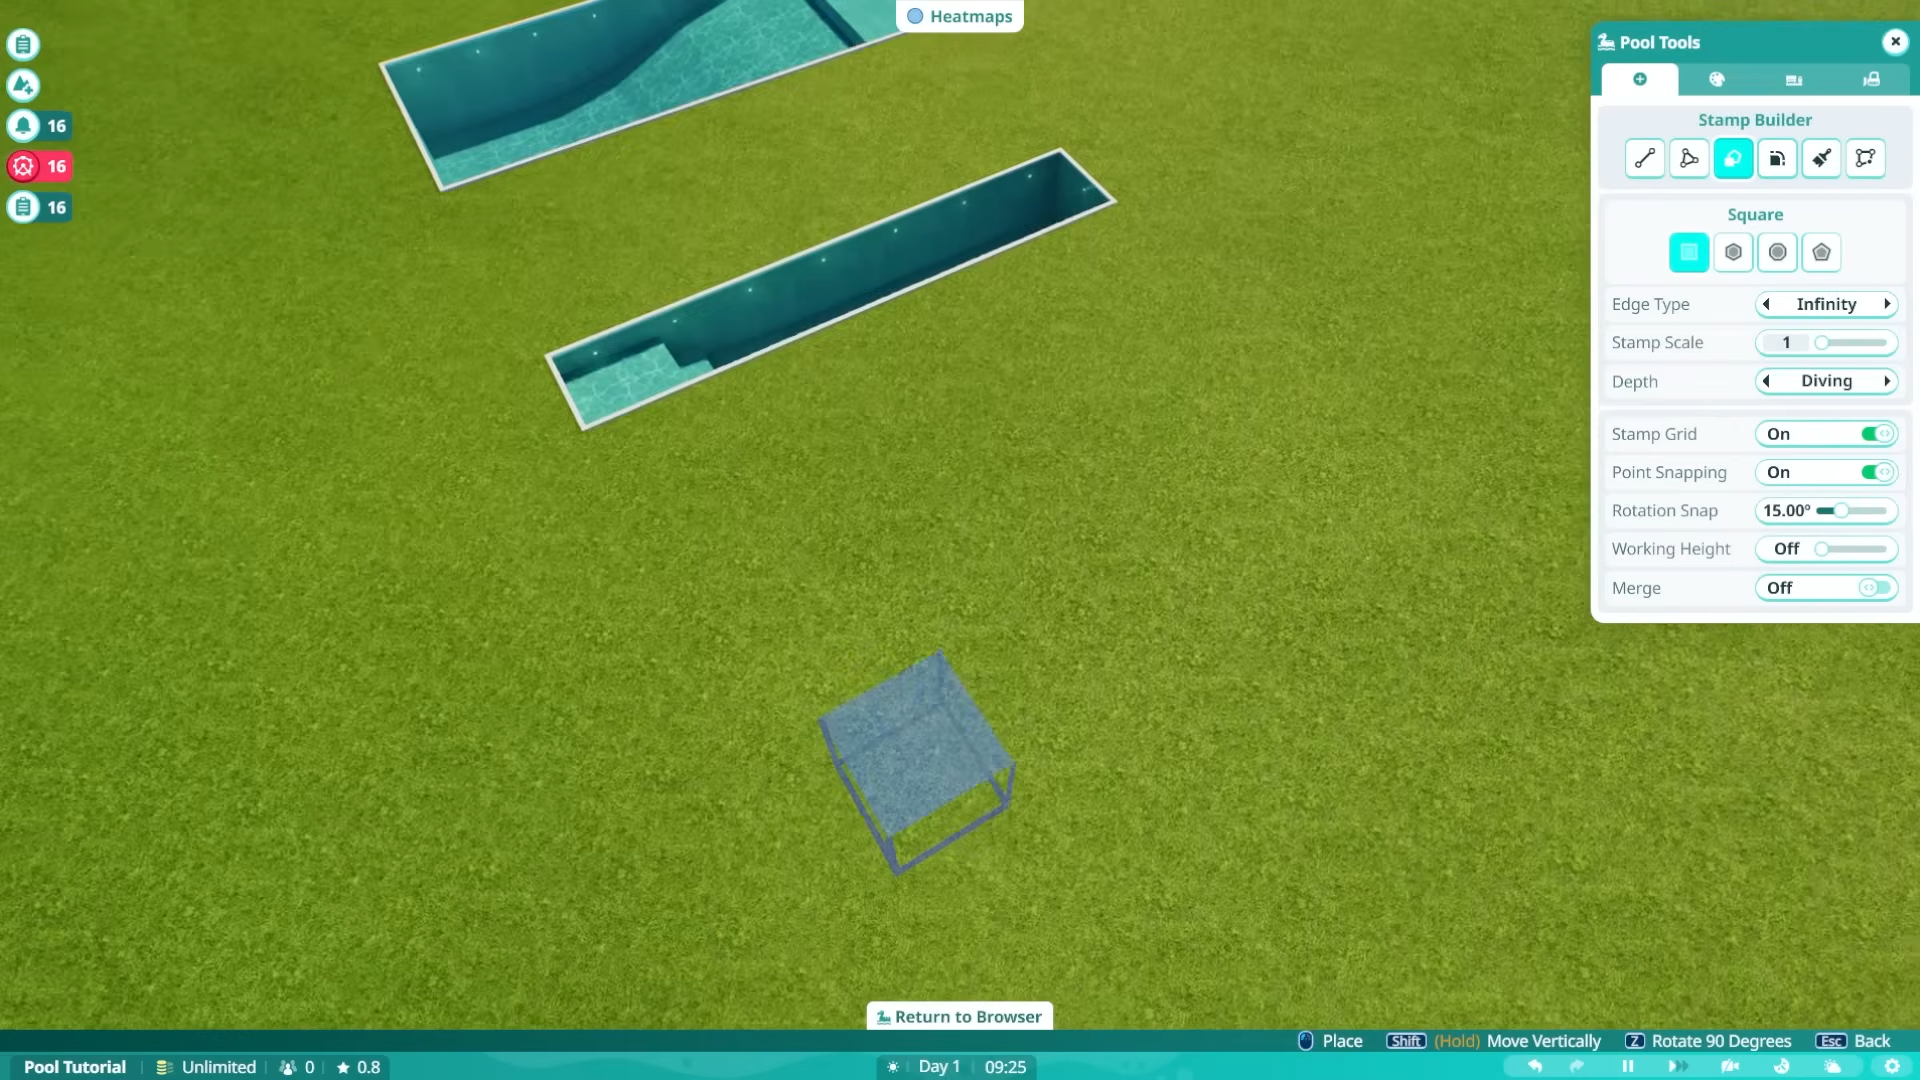 Heatmaps
16
16
16
Pool Tools
Stamp Builder
Square
Edge Type Infinity
Stamp Scale 1
Depth Diving
Stamp Grid On
Point Snapping On
Rotation Snap 15.00°
Working Height Off
Merge Off
Return to Browser
Place Shift (Hold) Move Vertically Z Rotate 90 Degrees Esc Back
Pool Tutorial Unlimited 0 0.8 Day 1 09:25